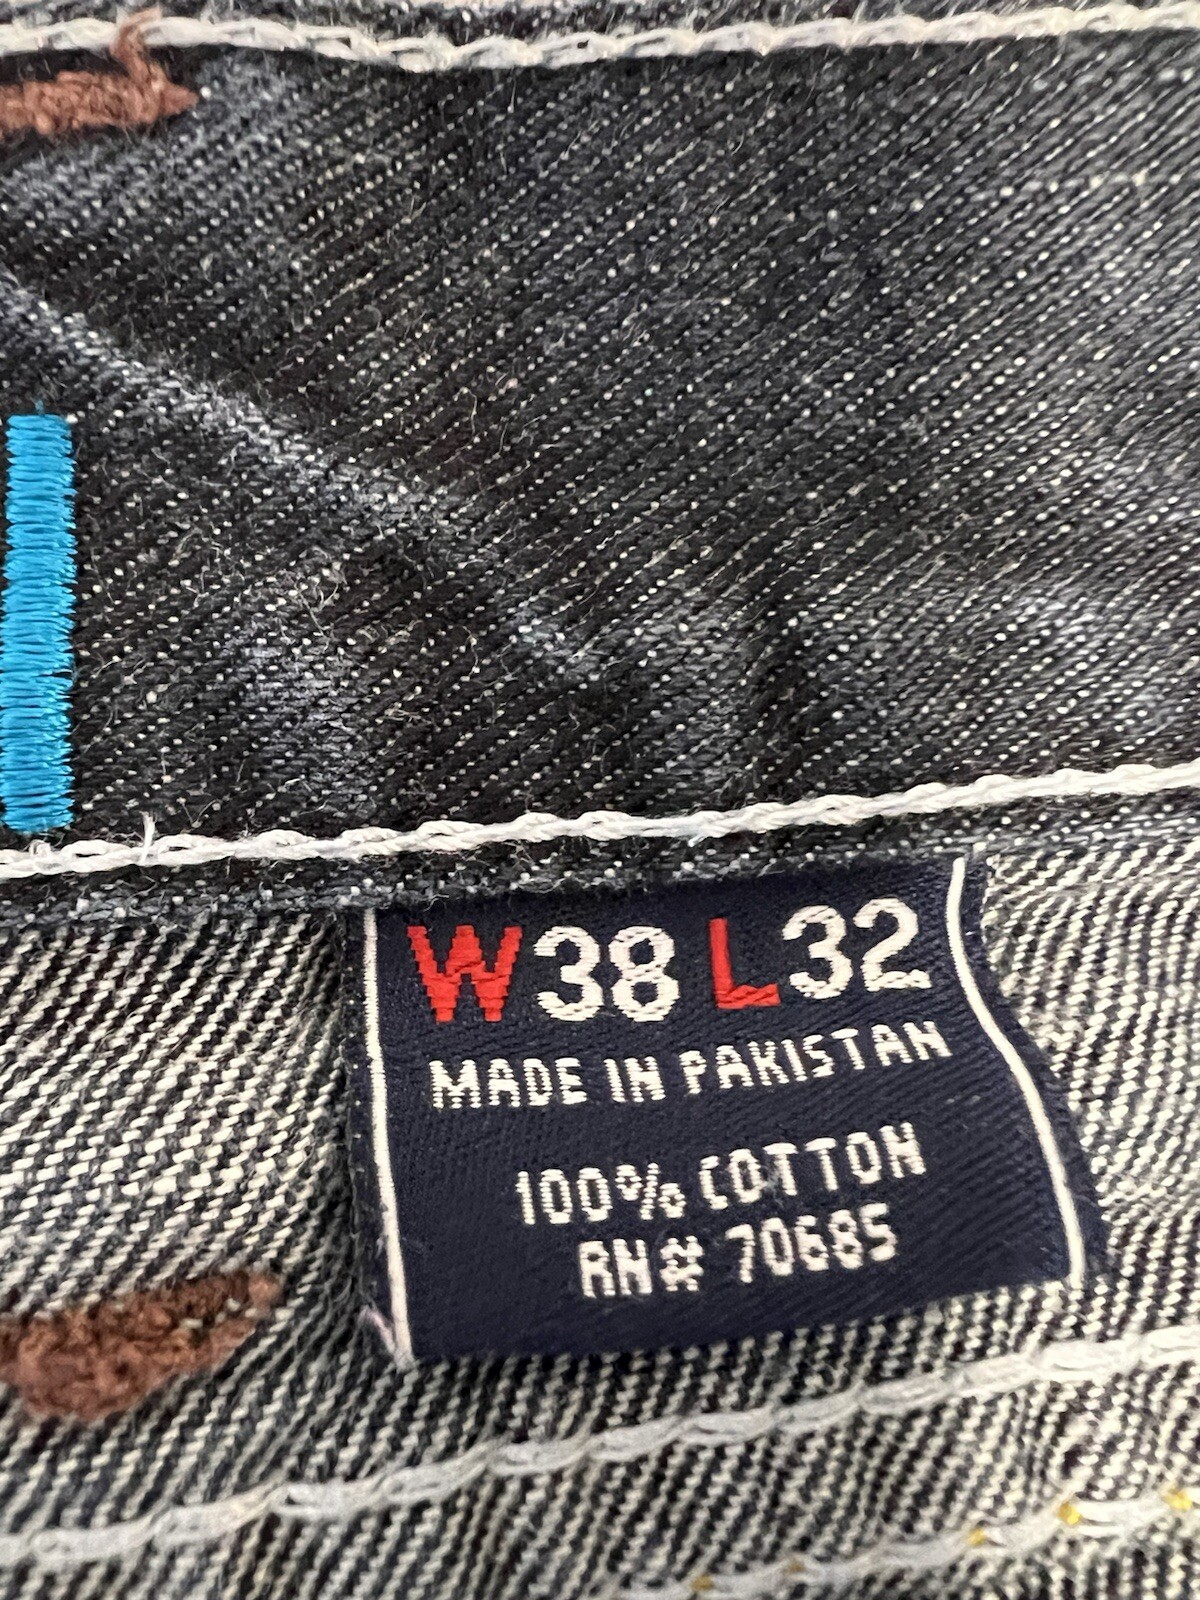 W38 L32
MADE IN PAKISTAN
100% COTTON
RN# 70685